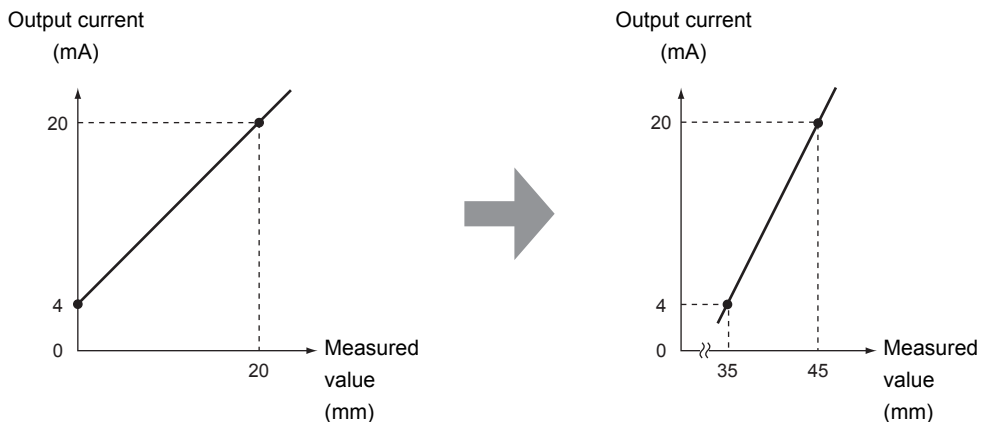 Output current
(mA)
20
4
0
20
Measured
value
(mm)
Output current
(mA)
20
4
0
35
45
Measured
value
(mm)